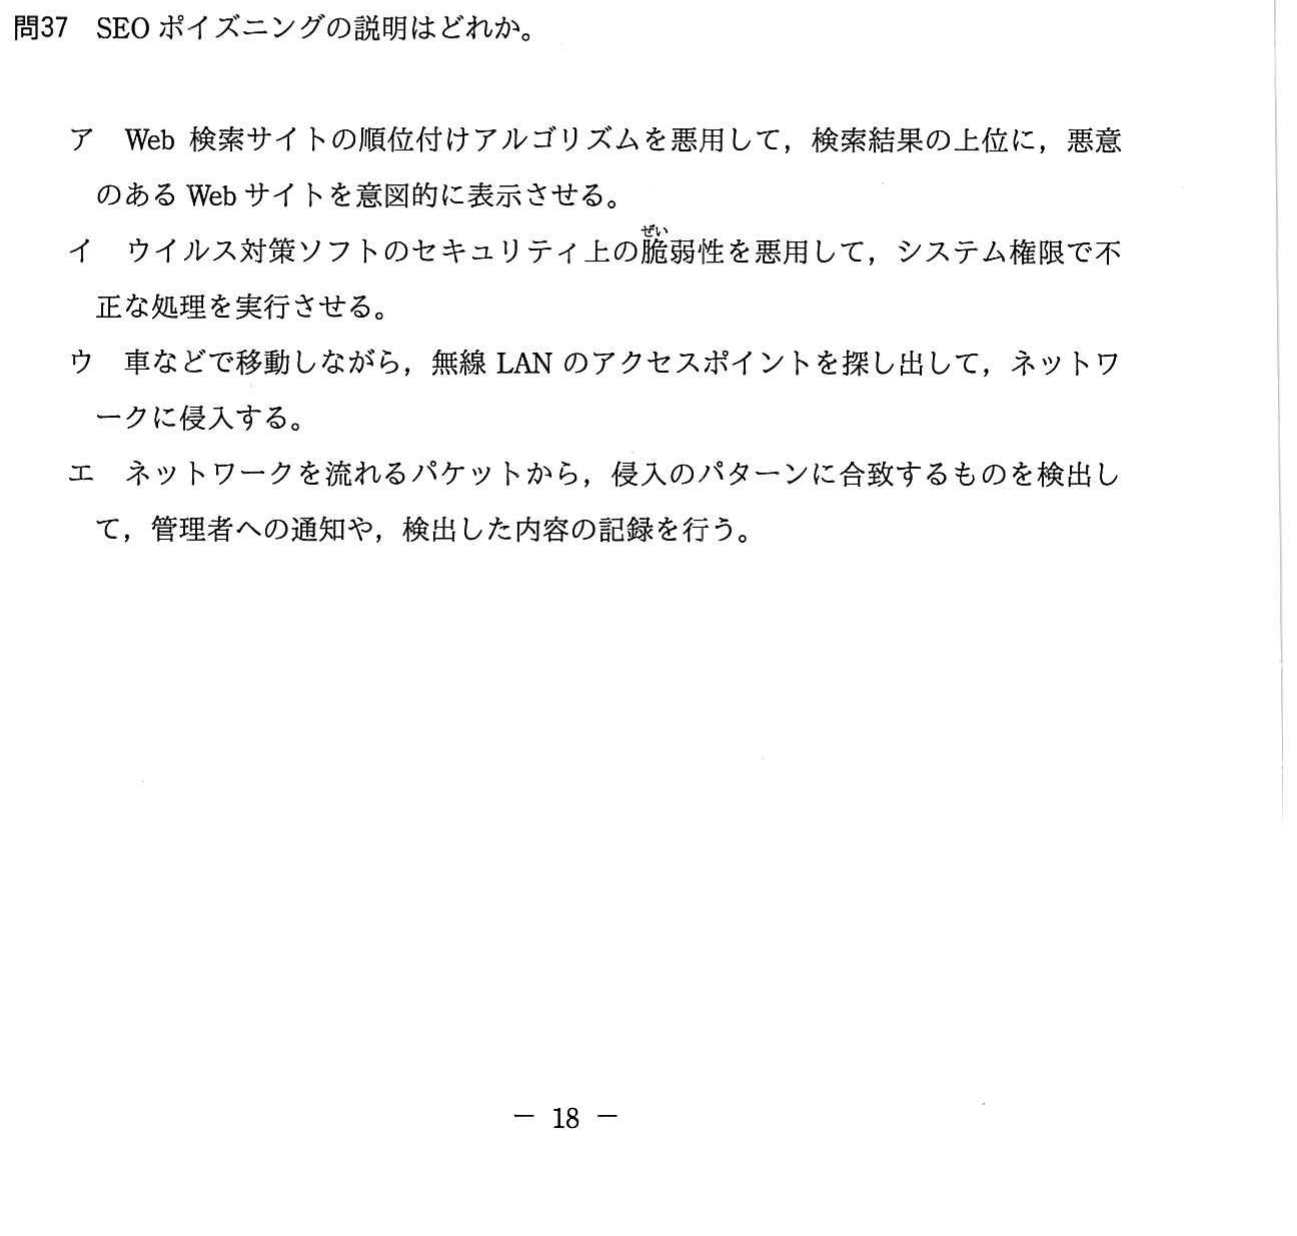 問37 SEO ポイズニングの説明はどれか。
ア Web 検索サイトの順位付けアルゴリズムを悪用して，検索結果の上位に，悪意
のある Web サイトを意図的に表示させる。
ぜい
イ ウイルス対策ソフトのセキュリティ上の脆弱性を悪用して，システム権限で不
正な処理を実行させる。
ウ 車などで移動しながら，無線 LAN のアクセスポイントを探し出して，ネットワ
ークに侵入する。
エ ネットワークを流れるパケットから，侵入のパターンに合致するものを検出し
て，管理者への通知や，検出した内容の記録を行う。
－ 18 －